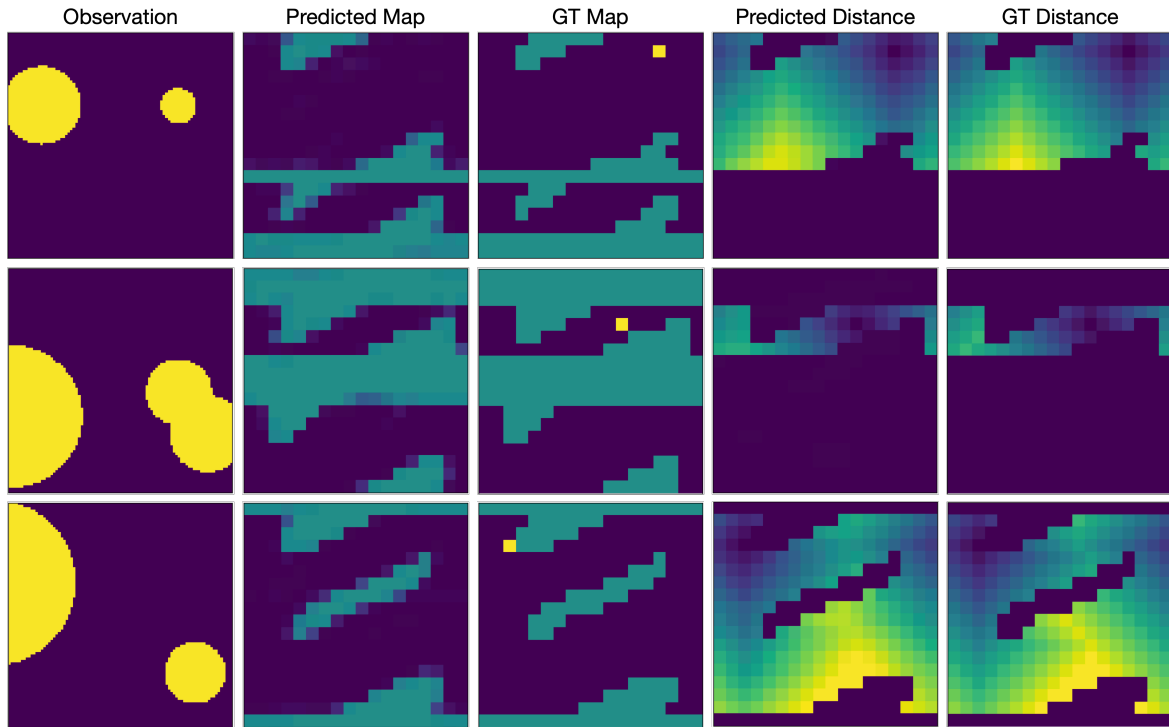 Observation
Predicted Map
GT Map
Predicted Distance
GT Distance